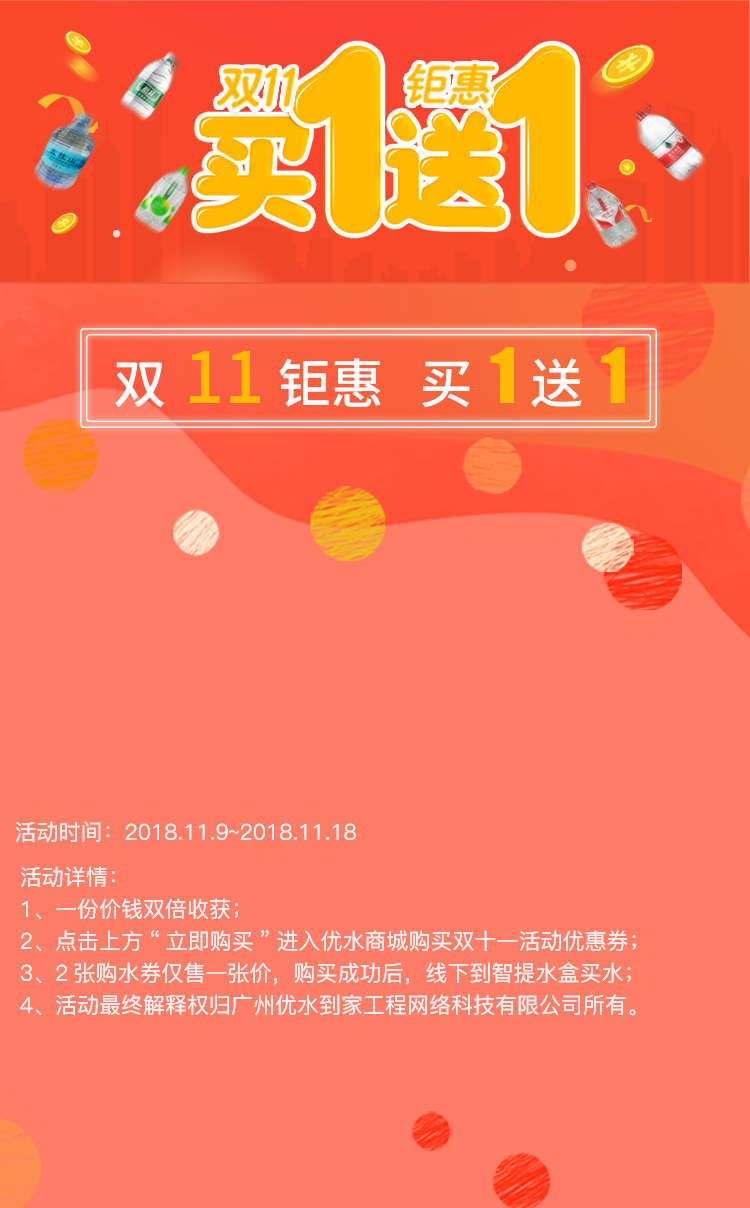 双11 钜惠
买1送1
双 11 钜惠 买 1 送 1
活动时间：2018.11.9~2018.11.18
活动详情：
1、一份价钱双倍收获；
2、点击上方“立即购买”进入优水商城购买双十一活动优惠券；
3、2 张购水券仅售一张价，购买成功后，线下到智提水盒买水；
4、活动最终解释权归广州优水到家工程网络科技有限公司所有。